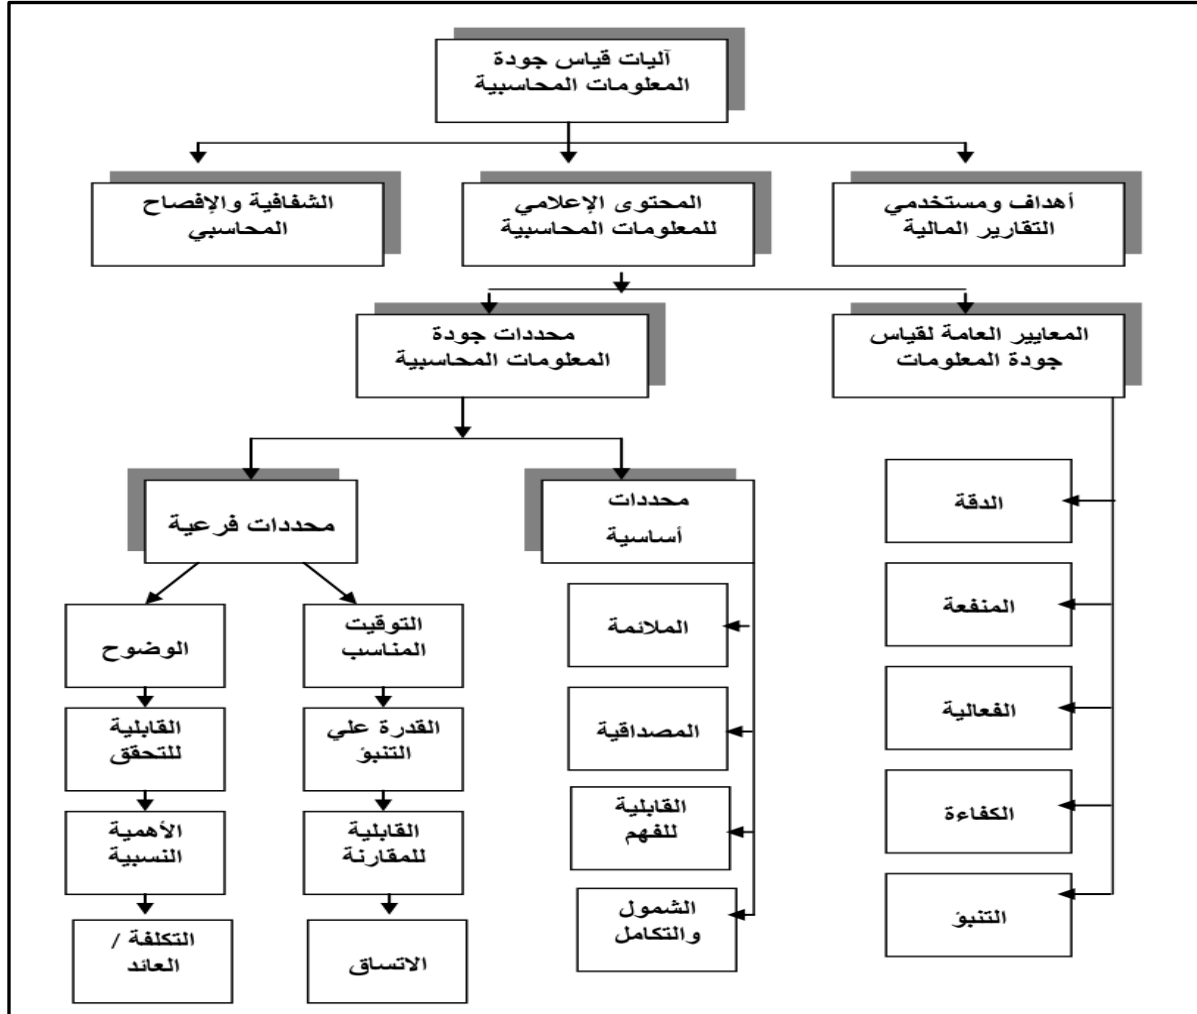 آليات قياس جودة
المعلومات المحاسبية
أهداف ومستخدمي
التقارير المالية
المحتوى الإعلامي
للمعلومات المحاسبية
الشفافية والإفصاح
المحاسبي
المعايير العامة لقياس
جودة المعلومات
محددات جودة
المعلومات المحاسبية
الدقة
المنفعة
الفعالية
الكفاءة
التنبؤ
محددات
أساسية
الملائمة
المصداقية
القابلية
للفهم
الشمول
والتكامل
محددات فرعية
التوقيت
المناسب
القدرة علي
التنبؤ
القابلية
للمقارنة
الاتساق
الوضوح
القابلية
للتحقق
الأهمية
النسبية
التكلفة /
العائد